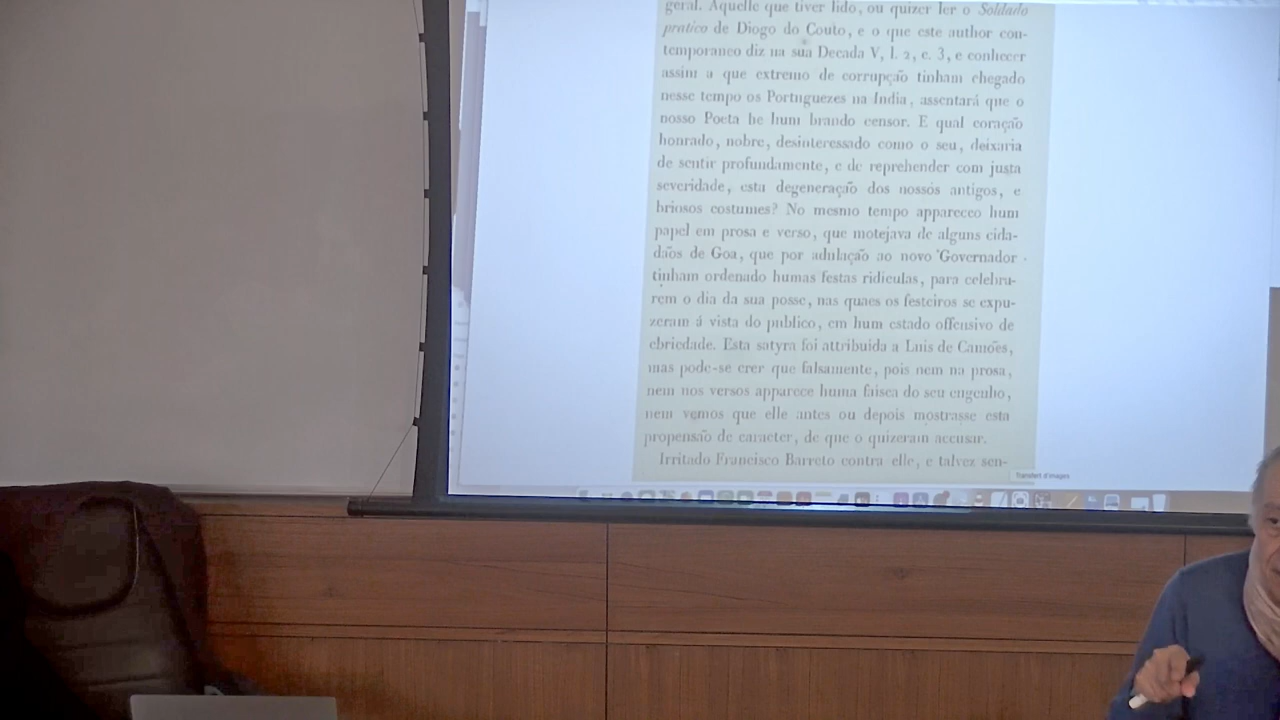 geral. Aquelle que tiver lido, ou quizer ler o Soldado
pratico de Diogo do Couto, e o que este author con-
temporaneo diz na sua Decada V, l. 2, c. 3, e conhecer
assim a que extremo de corrupção tinham chegado
nesse tempo os Portuguezes na India, assentará que o
nosso Poeta he hum brando censor. E qual coração
honrado, nobre, desinteressado como o seu, deixaria
de sentir profundamente, e de reprehender com justa
severidade, esta degeneração dos nossos antigos, e
briosos costumes? No mesmo tempo appareceo hum
papel em prosa e verso, que motejava de alguns cida-
dãos de Goa, que por adulação ao novo Governador
tinham ordenado humas festas ridiculas, para celebra-
rem o dia da sua posse, nas quaes os festeiros se expu-
zeram á vista do publico, em hum estado offensivo de
ebriedade. Esta satyra foi attribuida a Luis de Camões,
mas pode-se crer que falsamente, pois nem na prosa,
nem nos versos apparece huma faisca do seu engenho,
nem vemos que elle antes ou depois mostrasse esta
propensão de caracter, de que o quizeram accusar.
Irritado Francisco Barreto contra elle, e talvez sen-
Transfert d'images